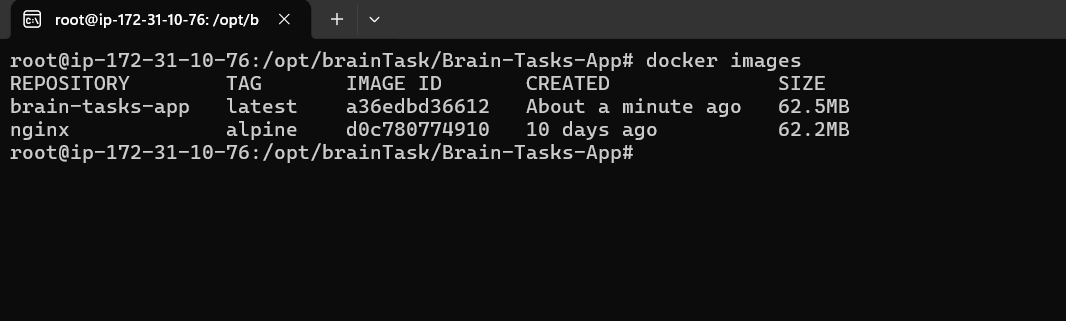 root@ip-172-31-10-76: /opt/b
root@ip-172-31-10-76:/opt/brainTask/Brain-Tasks-App# docker images
REPOSITORY        TAG       IMAGE ID       CREATED              SIZE
brain-tasks-app   latest    a36edbd36612   About a minute ago   62.5MB
nginx             alpine    d0c780774910   10 days ago          62.2MB
root@ip-172-31-10-76:/opt/brainTask/Brain-Tasks-App#